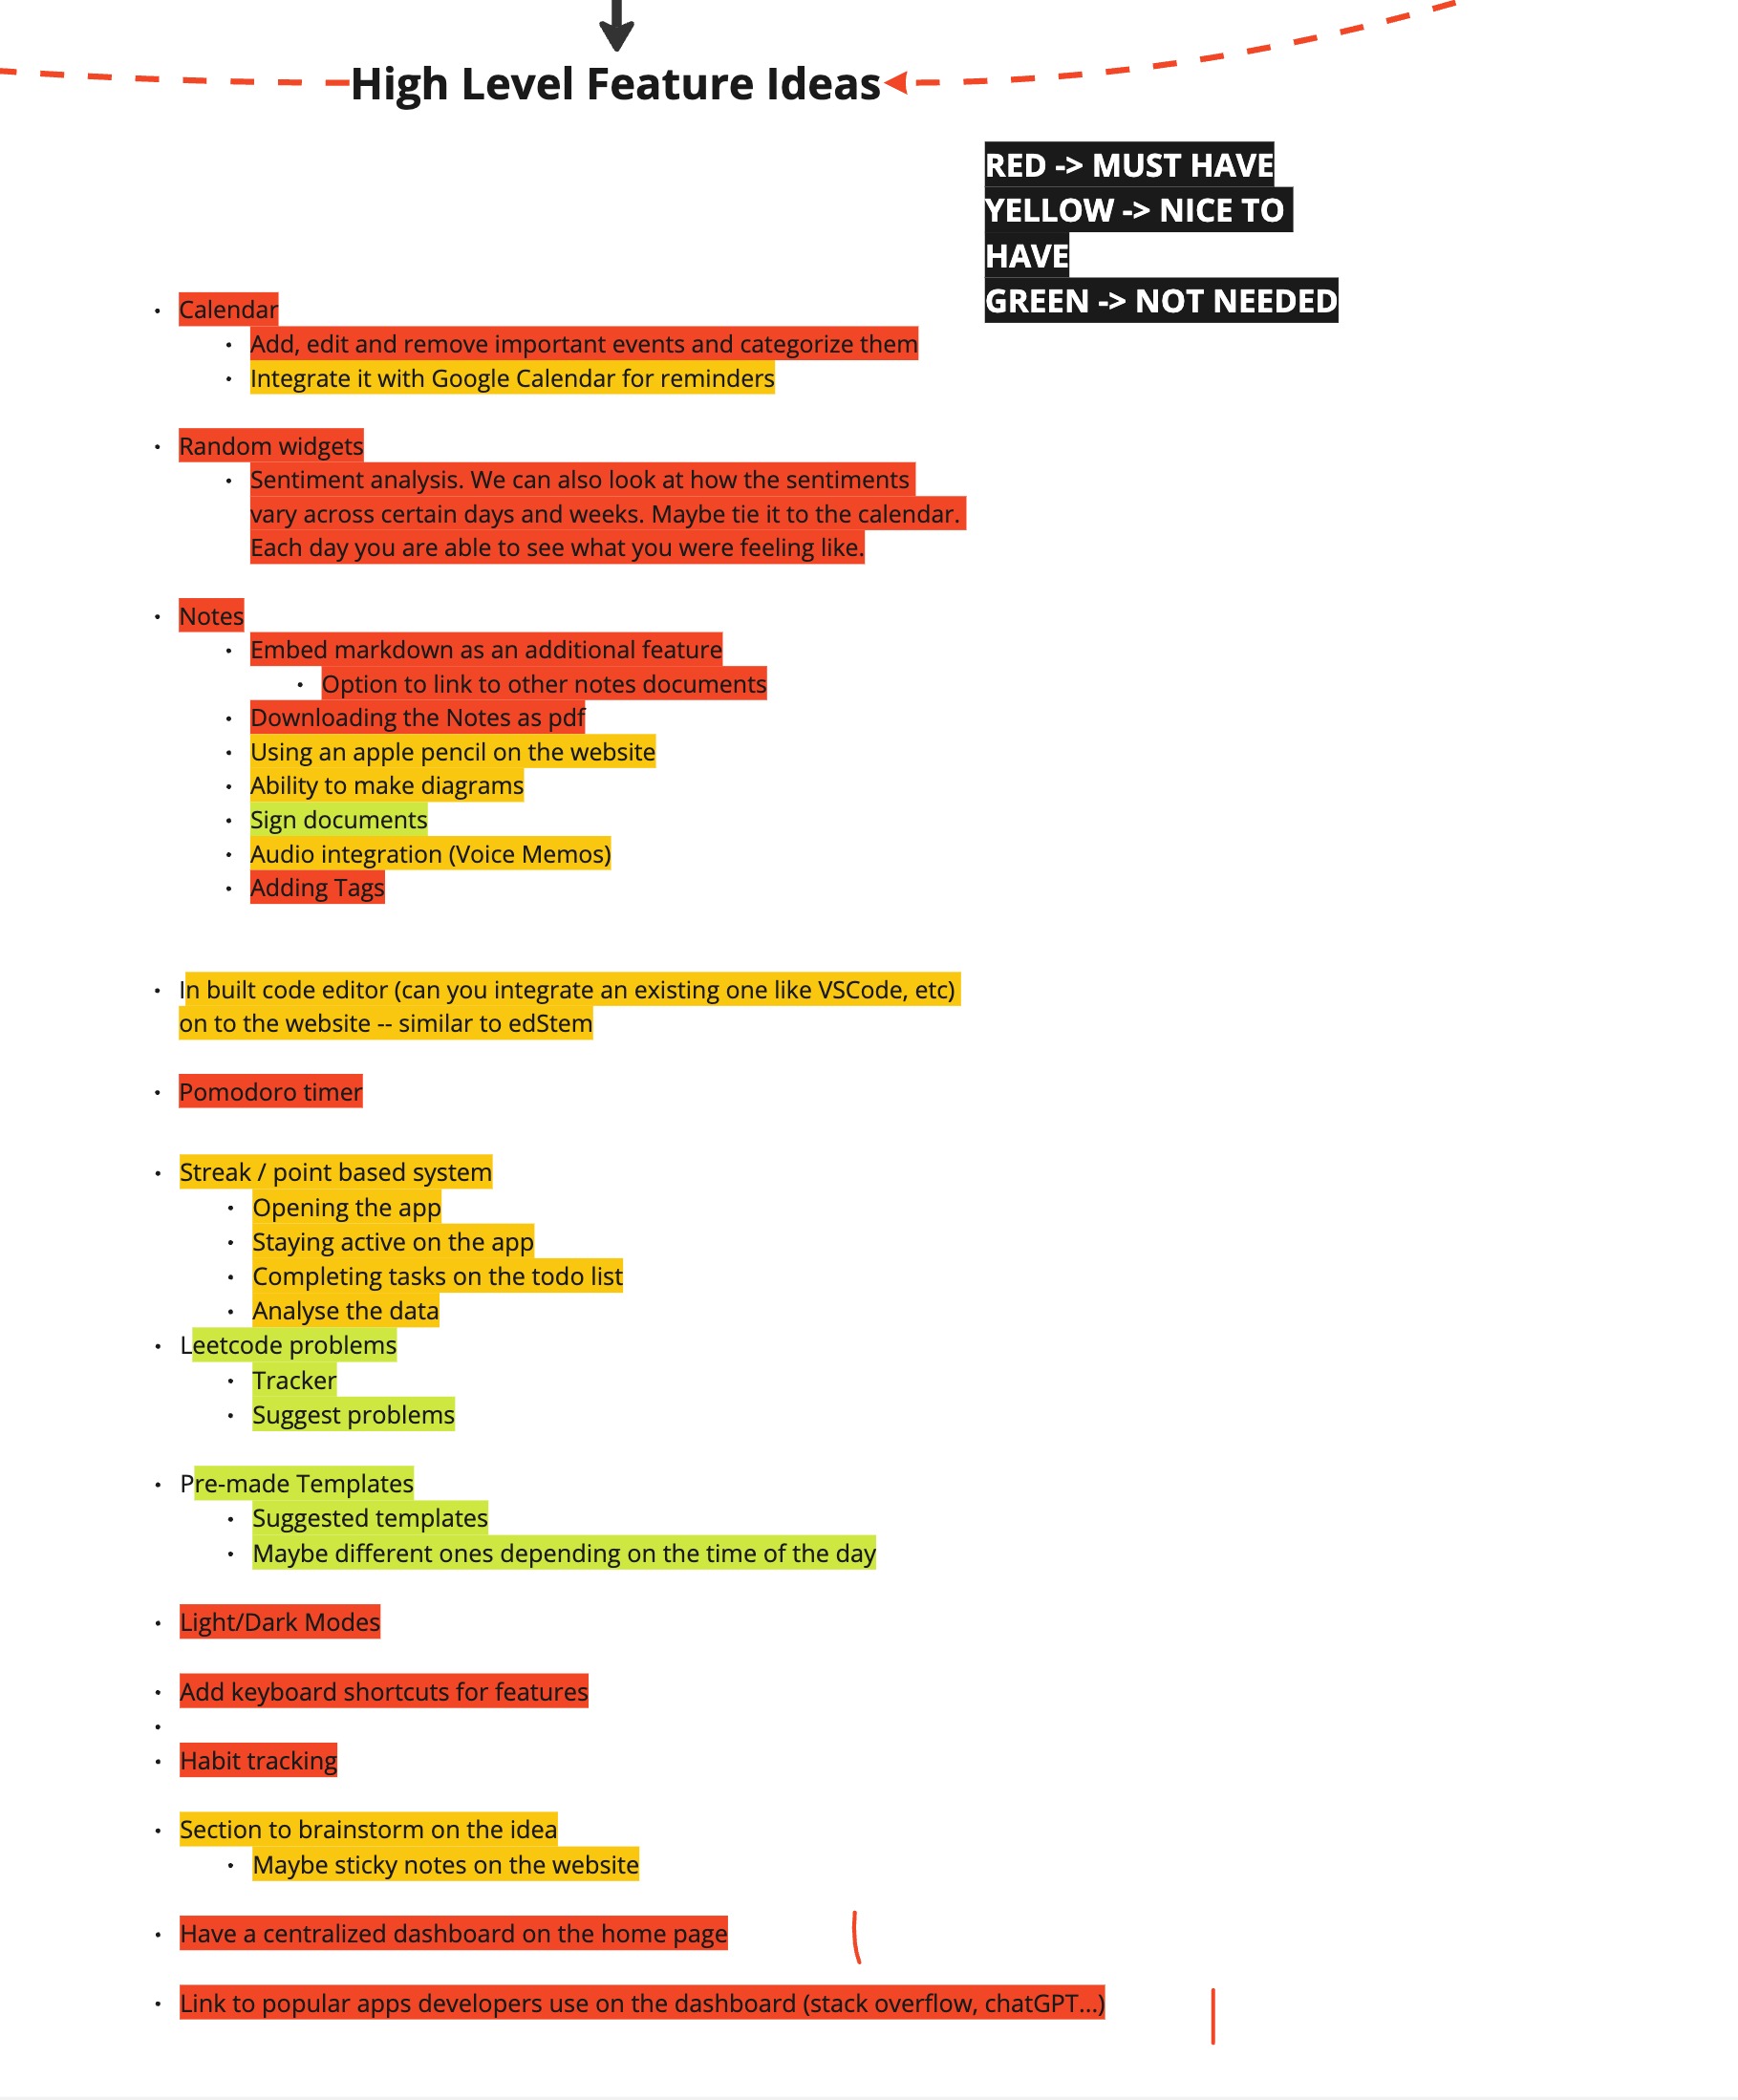 High Level Feature Ideas
RED -> MUST HAVE
YELLOW -> NICE TO
HAVE
GREEN -> NOT NEEDED
Calendar
Add, edit and remove important events and categorize them
Integrate it with Google Calendar for reminders
Random widgets
Sentiment analysis. We can also look at how the sentiments
vary across certain days and weeks. Maybe tie it to the calendar.
Each day you are able to see what you were feeling like.
Notes
Embed markdown as an additional feature
Option to link to other notes documents
Downloading the Notes as pdf
Using an apple pencil on the website
Ability to make diagrams
Sign documents
Audio integration (Voice Memos)
Adding Tags
In built code editor (can you integrate an existing one like VSCode, etc)
on to the website -- similar to edStem
Pomodoro timer
Streak / point based system
Opening the app
Staying active on the app
Completing tasks on the todo list
Analyse the data
Leetcode problems
Tracker
Suggest problems
Pre-made Templates
Suggested templates
Maybe different ones depending on the time of the day
Light/Dark Modes
Add keyboard shortcuts for features
Habit tracking
Section to brainstorm on the idea
Maybe sticky notes on the website
Have a centralized dashboard on the home page
Link to popular apps developers use on the dashboard (stack overflow, chatGPT...)